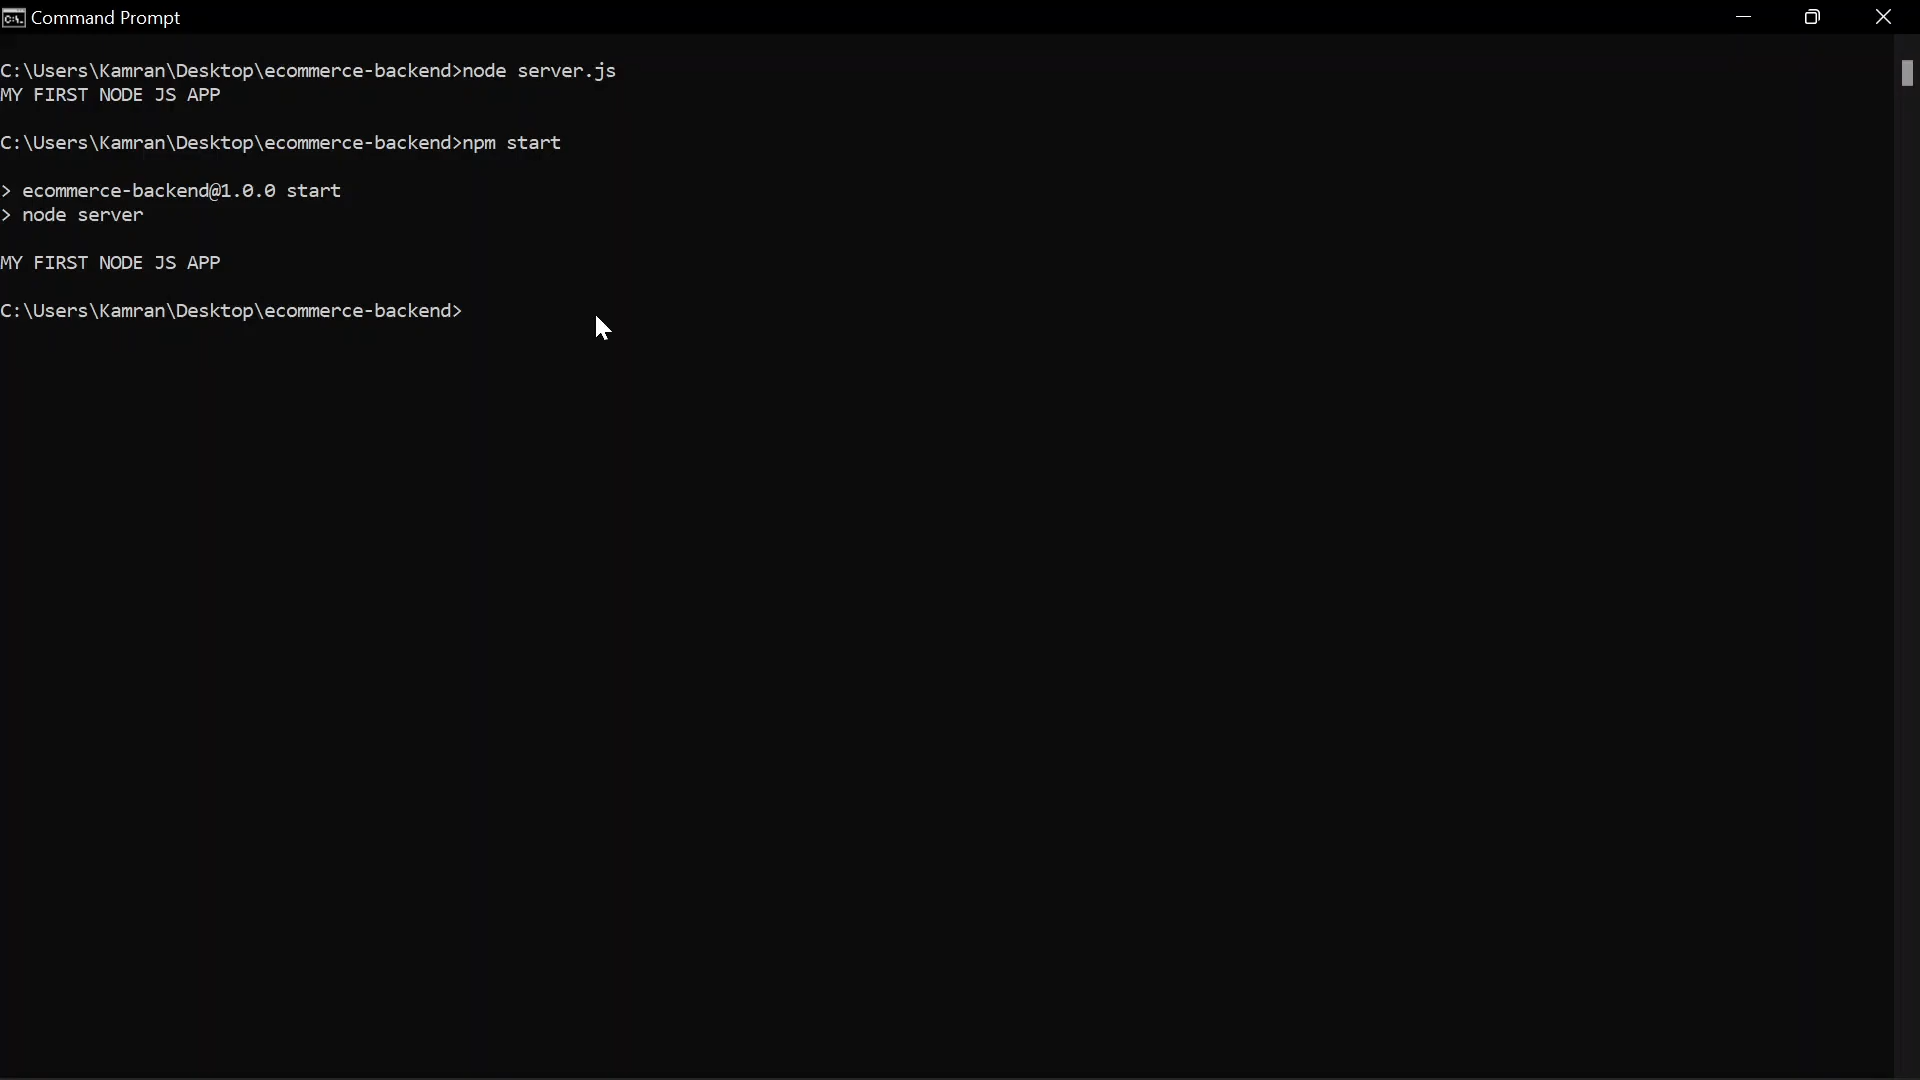 Command Prompt
C:\Users\Kamran\Desktop\ecommerce-backend>node server.js
MY FIRST NODE JS APP
C:\Users\Kamran\Desktop\ecommerce-backend>npm start
> ecommerce-backend@1.0.0 start
> node server
MY FIRST NODE JS APP
C:\Users\Kamran\Desktop\ecommerce-backend>